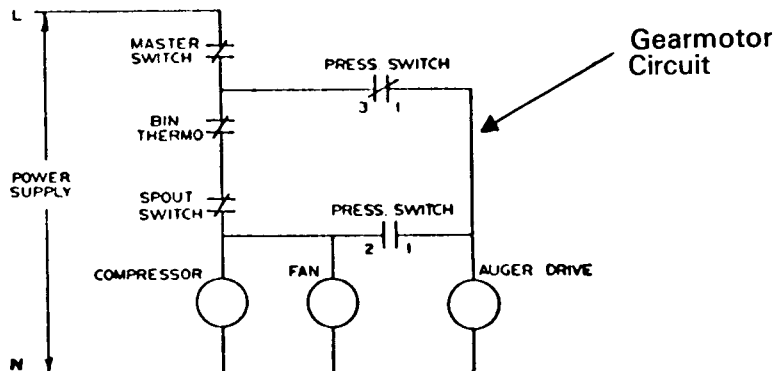 L
MASTER
SWITCH
PRESS. SWITCH
3 1
Gearmotor
Circuit
BIN
THERMO
POWER
SUPPLY
SPOUT
SWITCH
PRESS. SWITCH
2 1
COMPRESSOR
FAN
AUGER DRIVE
N